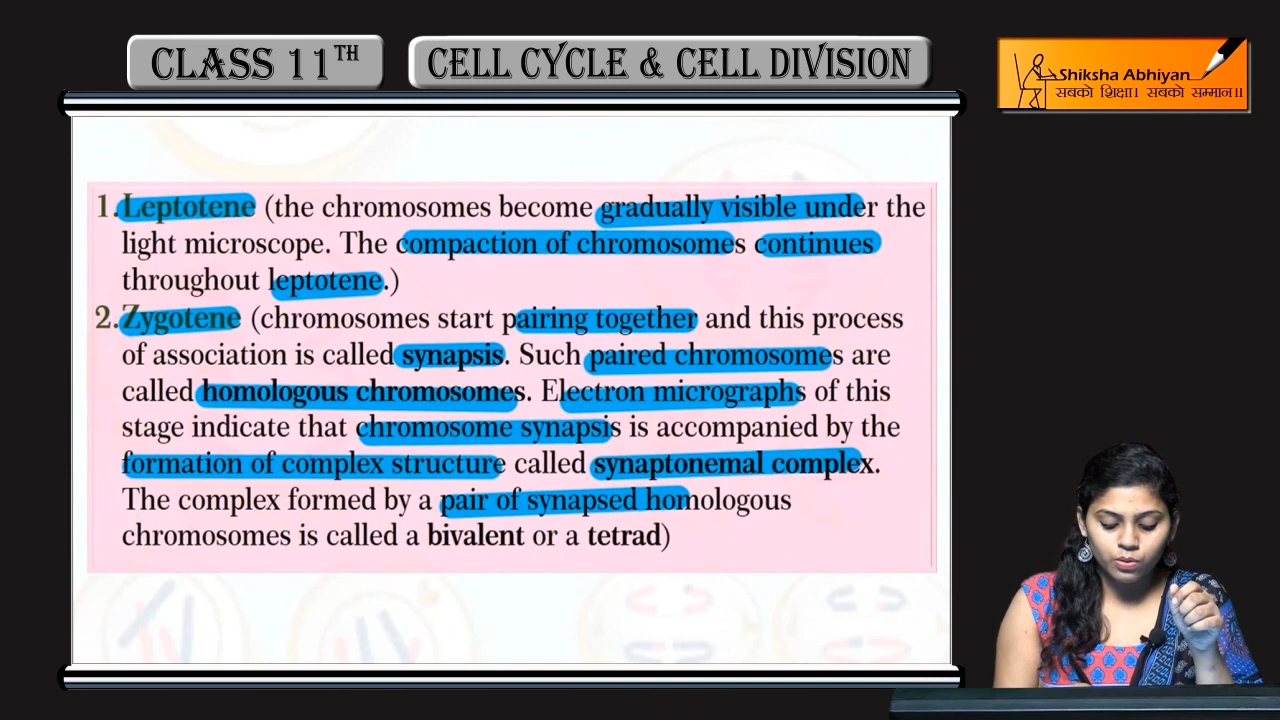 CLASS 11TH
CELL CYCLE & CELL DIVISION
Shiksha Abhiyan
सबको शिक्षा। सबको सम्मान॥
1. Leptotene (the chromosomes become gradually visible under the
light microscope. The compaction of chromosomes continues
throughout leptotene.)
2. Zygotene (chromosomes start pairing together and this process
of association is called synapsis. Such paired chromosomes are
called homologous chromosomes. Electron micrographs of this
stage indicate that chromosome synapsis is accompanied by the
formation of complex structure called synaptonemal complex.
The complex formed by a pair of synapsed homologous
chromosomes is called a bivalent or a tetrad)